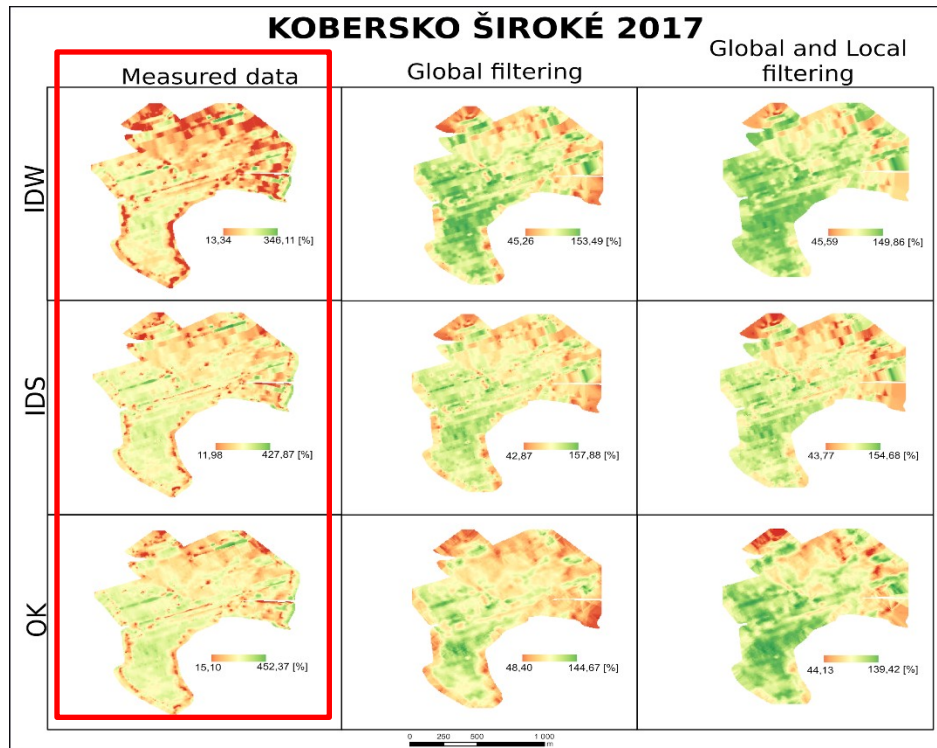 KOBERSKO ŠIROKÉ 2017
Measured data
Global filtering
Global and Local
filtering
IDW
13,34 346,11 [%]
45,26 153,49 [%]
45,59 149,86 [%]
IDS
11,98 427,87 [%]
42,87 157,88 [%]
43,77 154,68 [%]
OK
15,10 452,37 [%]
48,40 144,67 [%]
44,13 139,42 [%]
0 250 500 1 000
m